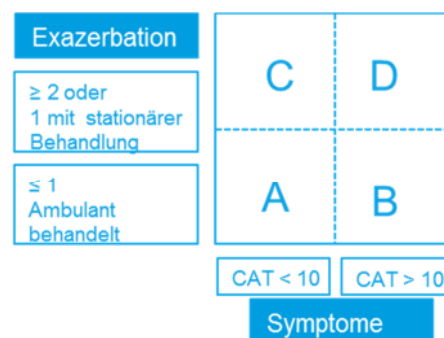 Exazerbation
≥ 2 oder
1 mit stationärer
Behandlung
≤ 1
Ambulant
behandelt
C D
A B
CAT < 10 CAT > 10
Symptome